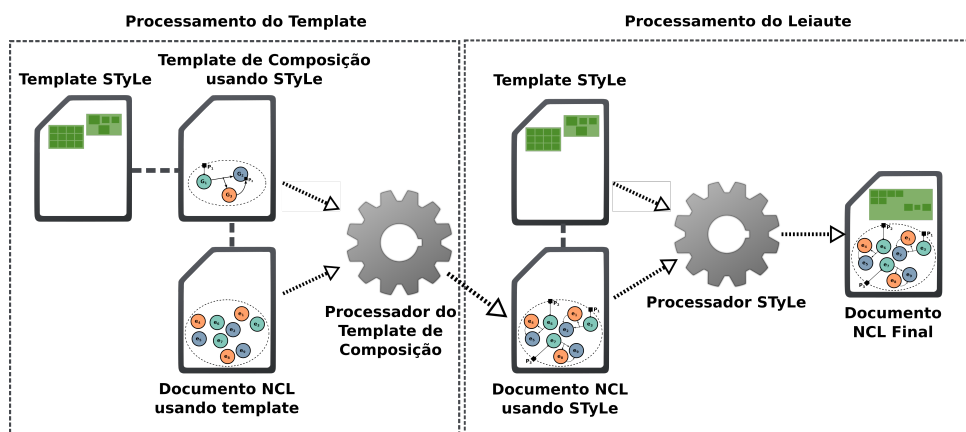 Processamento do Template
Processamento do Leiaute
Template STyLe
Template de Composição
usando STyLe
Template STyLe
Processador do
Template de
Composição
Processador STyLe
Documento NCL
usando template
Documento NCL
usando STyLe
Documento
NCL Final